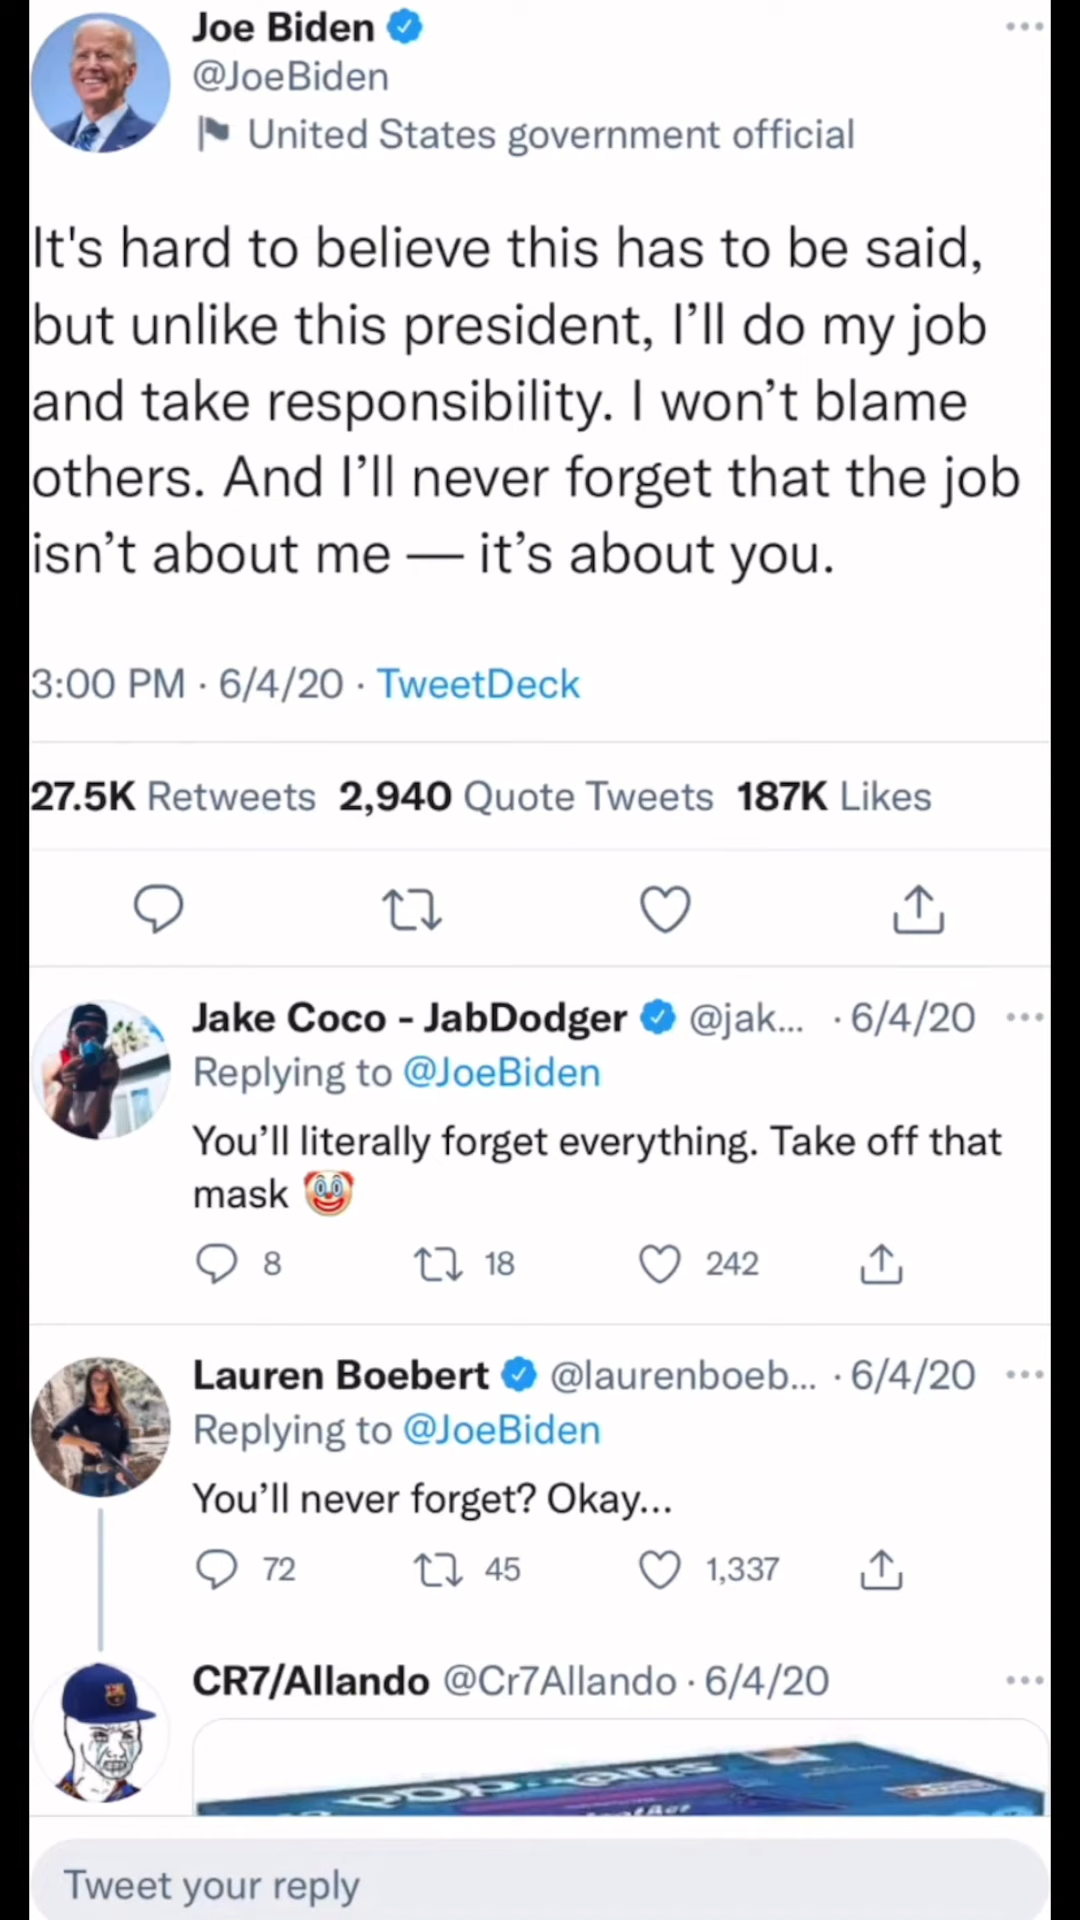 Joe Biden
@JoeBiden
United States government official
It's hard to believe this has to be said,
but unlike this president, I’ll do my job
and take responsibility. I won’t blame
others. And I’ll never forget that the job
isn’t about me — it’s about you.
3:00 PM · 6/4/20 · TweetDeck
27.5K Retweets 2,940 Quote Tweets 187K Likes
Jake Coco - JabDodger @jak... · 6/4/20
Replying to @JoeBiden
You’ll literally forget everything. Take off that
mask 🤡
8 18 242
Lauren Boebert @laurenboeb... · 6/4/20
Replying to @JoeBiden
You’ll never forget? Okay...
72 45 1,337
CR7/Allando @Cr7Allando · 6/4/20
Tweet your reply